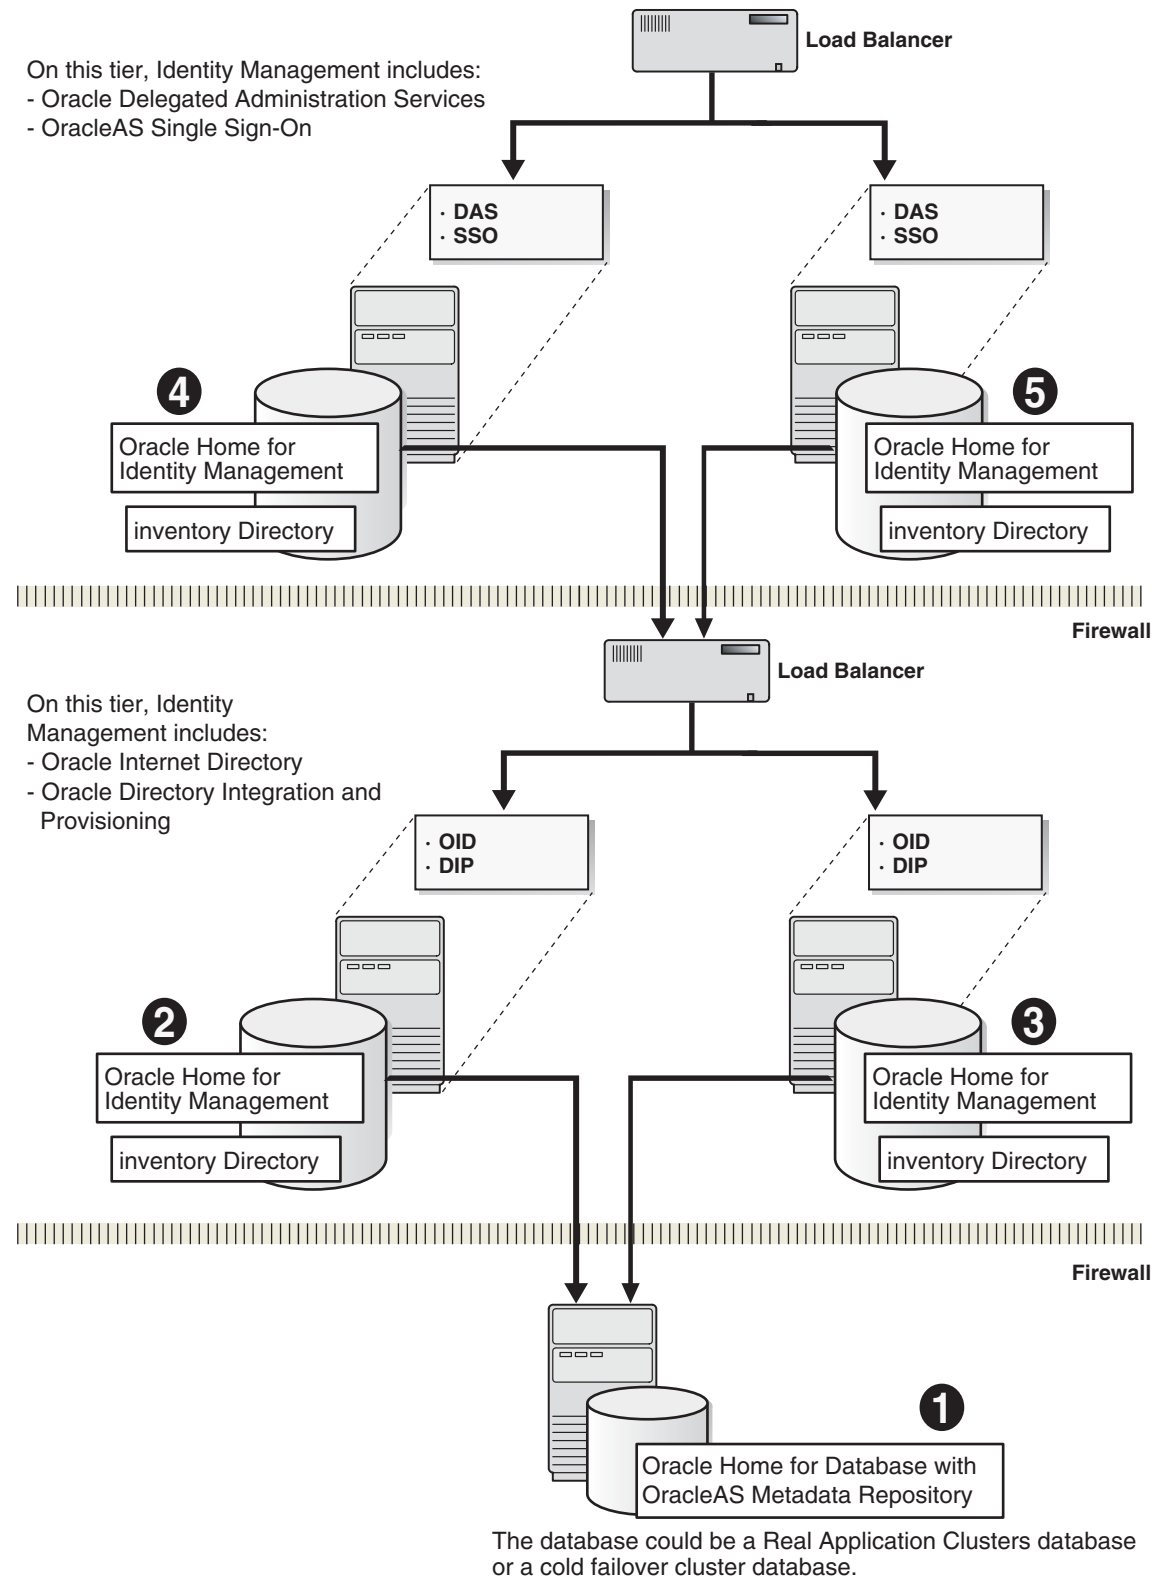 Load Balancer
On this tier, Identity Management includes:
- Oracle Delegated Administration Services
- OracleAS Single Sign-On
· DAS
· SSO
· DAS
· SSO
4
Oracle Home for
Identity Management
inventory Directory
5
Oracle Home for
Identity Management
inventory Directory
Firewall
Load Balancer
On this tier, Identity
Management includes:
- Oracle Internet Directory
- Oracle Directory Integration and
Provisioning
· OID
· DIP
· OID
· DIP
2
Oracle Home for
Identity Management
inventory Directory
3
Oracle Home for
Identity Management
inventory Directory
Firewall
1
Oracle Home for Database with
OracleAS Metadata Repository
The database could be a Real Application Clusters database
or a cold failover cluster database.